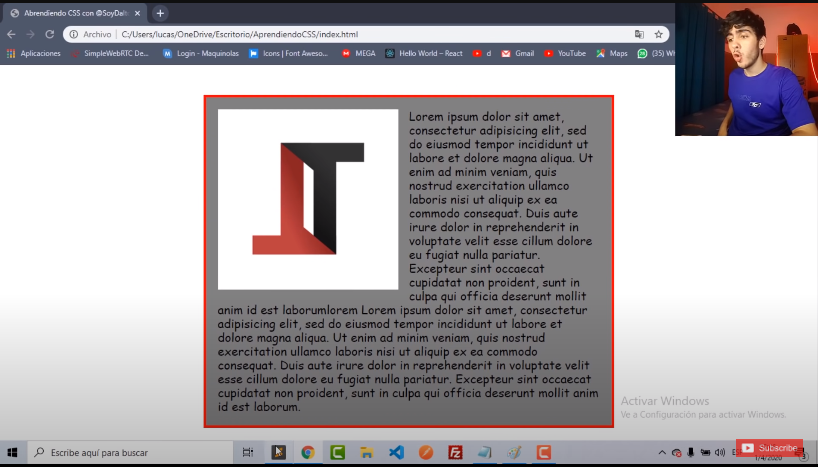 Aprendiendo CSS con @SoyDalto
Archivo | C:/Users/lucas/OneDrive/Escritorio/AprendiendoCSS/index.html
Aplicaciones SimpleWebRTC De... Login - Maquinolas Icons | Font Aweso... MEGA Hello World – React d Gmail YouTube Maps (35) Wh
Lorem ipsum dolor sit amet,
consectetur adipisicing elit, sed
do eiusmod tempor incididunt ut
labore et dolore magna aliqua. Ut
enim ad minim veniam, quis
nostrud exercitation ullamco
laboris nisi ut aliquip ex ea
commodo consequat. Duis aute
irure dolor in reprehenderit in
voluptate velit esse cillum dolore
eu fugiat nulla pariatur.
Excepteur sint occaecat
cupidatat non proident, sunt in
culpa qui officia deserunt mollit
anim id est laborumlorem Lorem ipsum dolor sit amet, consectetur
adipisicing elit, sed do eiusmod tempor incididunt ut labore et
dolore magna aliqua. Ut enim ad minim veniam, quis nostrud
exercitation ullamco laboris nisi ut aliquip ex ea commodo
consequat. Duis aute irure dolor in reprehenderit in voluptate velit
esse cillum dolore eu fugiat nulla pariatur. Excepteur sint occaecat
cupidatat non proident, sunt in culpa qui officia deserunt mollit anim
id est laborum.
Activar Windows
Ve a Configuración para activar Windows.
Subscribe
Escribe aquí para buscar
1/4/2020